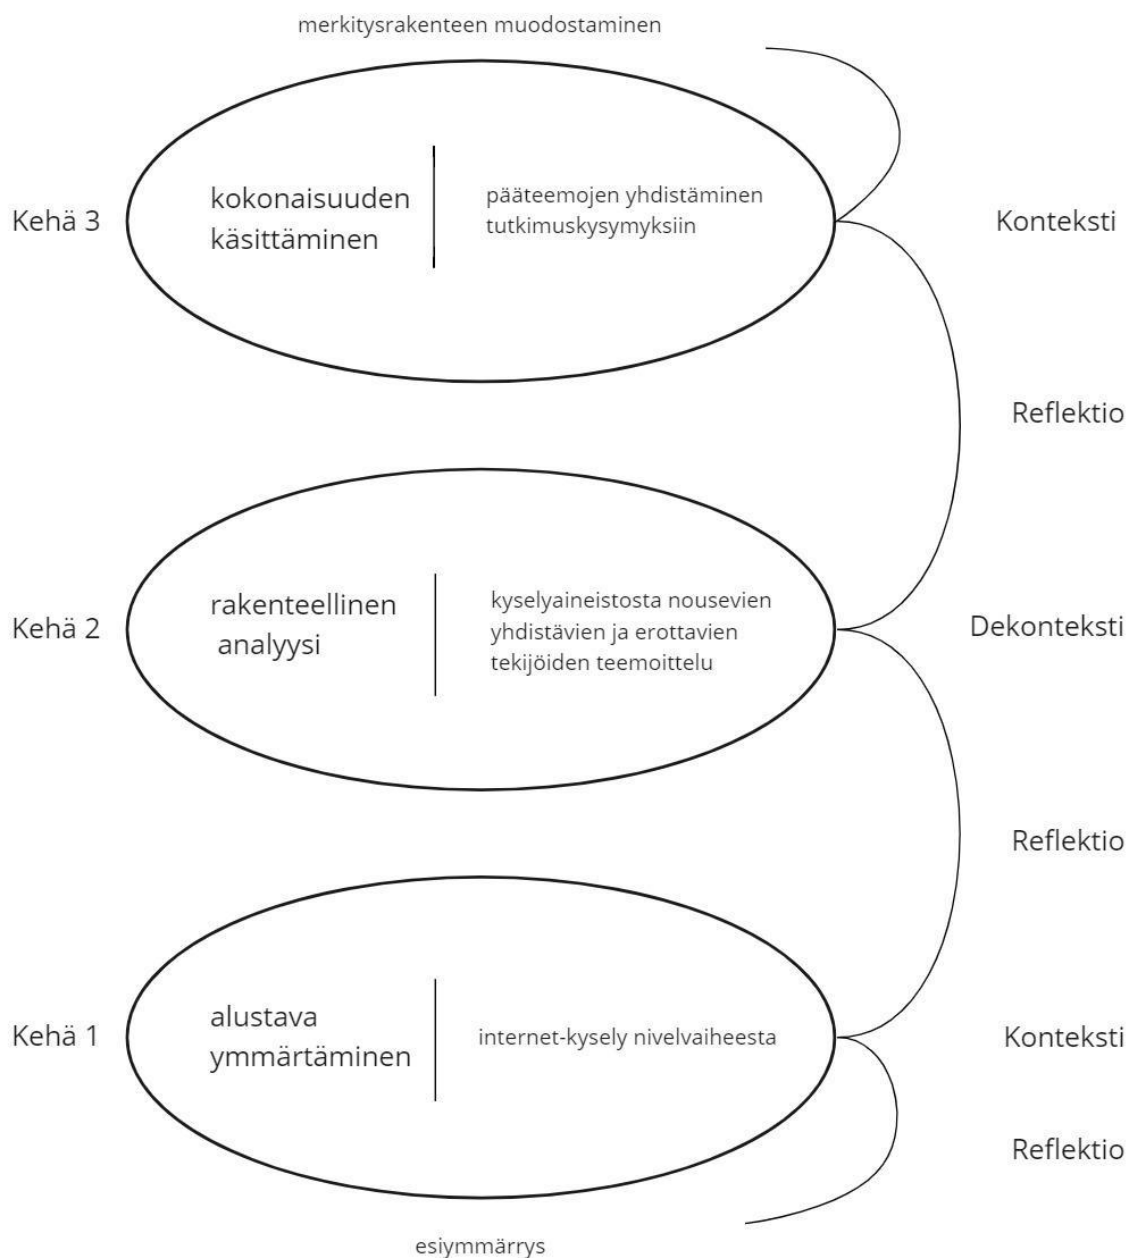 merkitysrakenteen muodostaminen
Kehä 3
kokonaisuuden
käsittäminen
pääteemojen yhdistäminen
tutkimuskysymyksiin
Konteksti
Reflektio
Kehä 2
rakenteellinen
analyysi
kyselyaineistosta nousevien
yhdistävien ja erottavien
tekijöiden teemoittelu
Dekonteksti
Reflektio
Kehä 1
alustava
ymmärtäminen
internet-kysely nivelvaiheesta
Konteksti
Reflektio
esiymmärrys